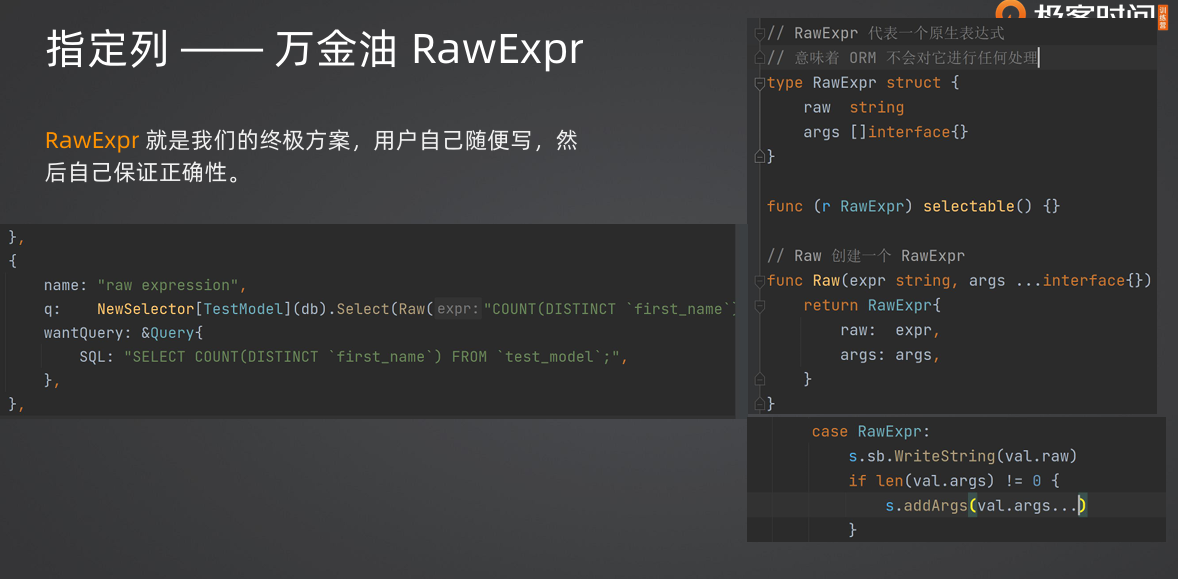 指定列 —— 万金油 RawExpr
RawExpr 就是我们的终极方案，用户自己随便写，然
后自己保证正确性。
},
{
name: "raw expression",
q: NewSelector[TestModel](db).Select(Raw( expr: "COUNT(DISTINCT `first_name`)
wantQuery: &Query{
SQL: "SELECT COUNT(DISTINCT `first_name`) FROM `test_model`;",
},
},
极客时间
训练营
// RawExpr 代表一个原生表达式
// 意味着 ORM 不会对它进行任何处理
type RawExpr struct {
raw string
args []interface{}
}
func (r RawExpr) selectable() {}
// Raw 创建一个 RawExpr
func Raw(expr string, args ...interface{})
return RawExpr{
raw: expr,
args: args,
}
}
case RawExpr:
s.sb.WriteString(val.raw)
if len(val.args) != 0 {
s.addArgs(val.args...)
}